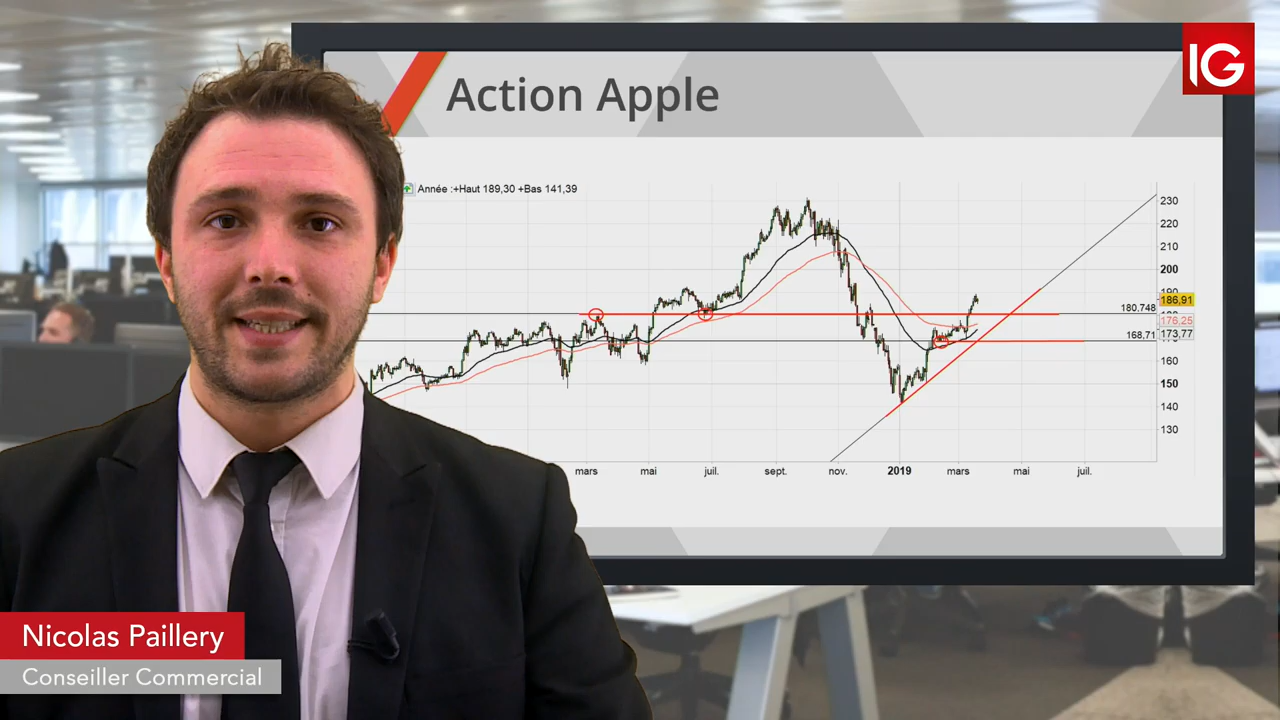 IG
Action Apple
Année :+Haut 189,30 +Bas 141,39
230
220
210
200
190
186,91
180,748
176,25
173,77
168,71
160
150
140
130
mars
mai
juil.
sept.
nov.
2019
mars
mai
juil.
Nicolas Paillery
Conseiller Commercial